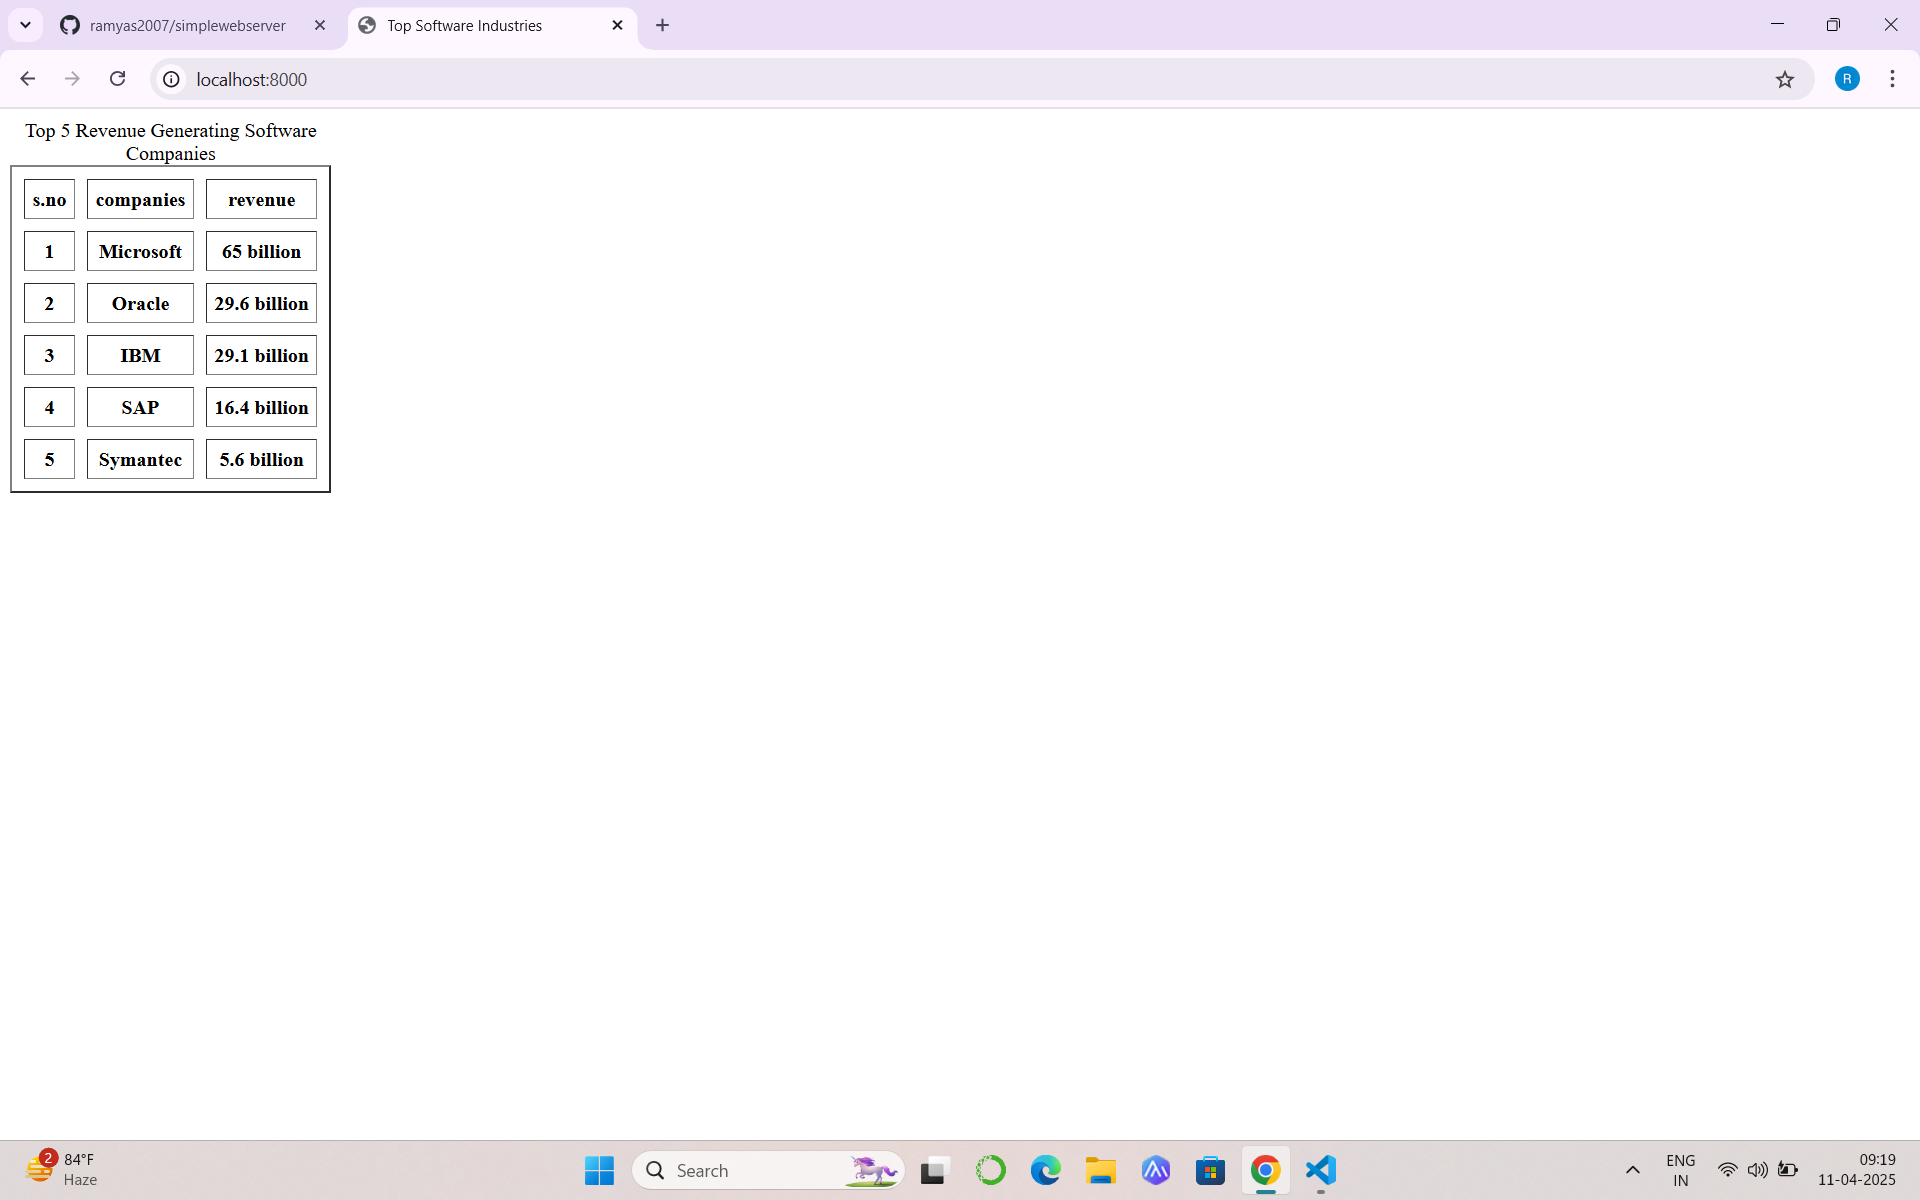 ramyas2007/simplewebserver
Top Software Industries
localhost:8000
R
Top 5 Revenue Generating Software
Companies
s.no companies revenue
1 Microsoft 65 billion
2 Oracle 29.6 billion
3 IBM 29.1 billion
4 SAP 16.4 billion
5 Symantec 5.6 billion
2
84°F
Haze
Search
ENG
IN
09:19
11-04-2025